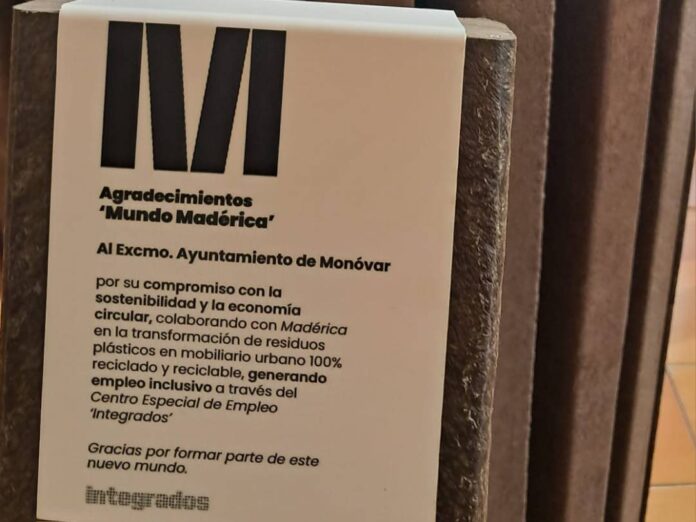 M
Agradecimientos
‘Mundo Madérica’
Al Excmo. Ayuntamiento de Monóvar
por su compromiso con la
sostenibilidad y la economía
circular, colaborando con Madérica
en la transformación de residuos
plásticos en mobiliario urbano 100%
reciclado y reciclable, generando
empleo inclusivo a través del
Centro Especial de Empleo
‘Integrados’
Gracias por formar parte de este
nuevo mundo.
integrados